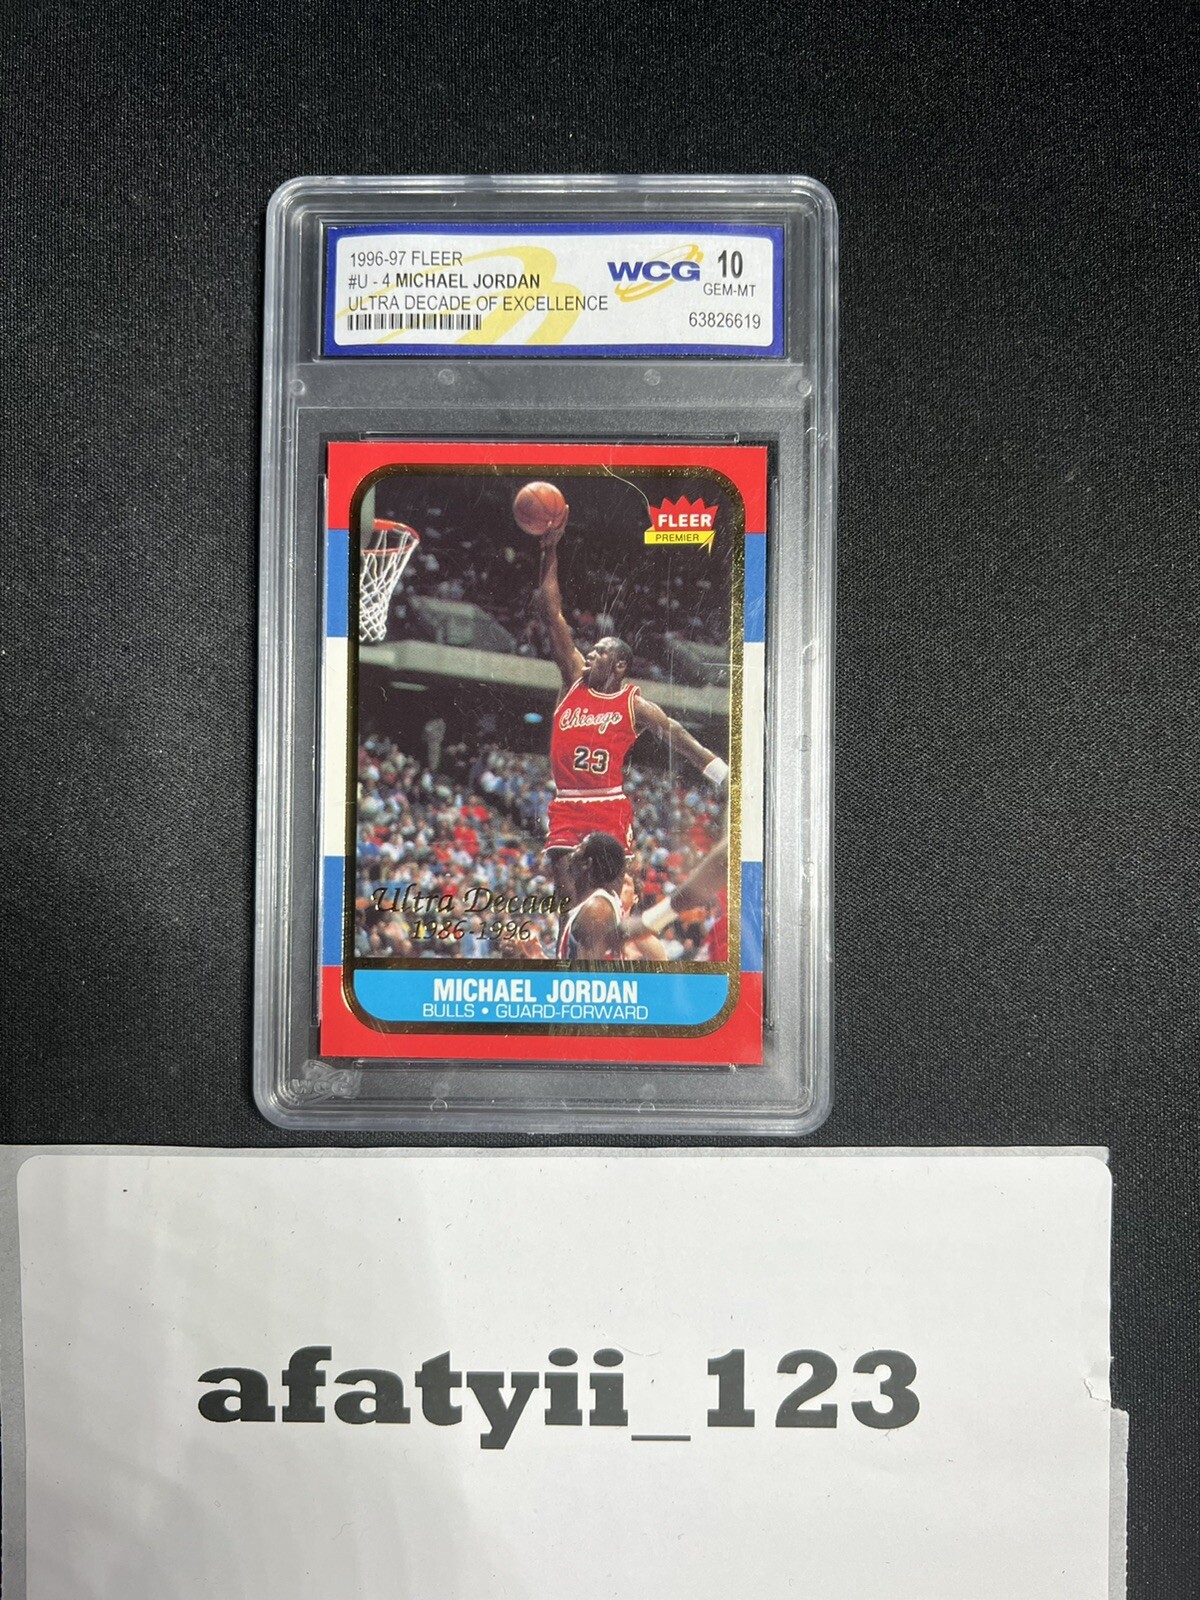 1996-97 FLEER
#U - 4 MICHAEL JORDAN
ULTRA DECADE OF EXCELLENCE
WCG 10
GEM-MT
63826619
FLEER
PREMIER
Chicago
23
Ultra Decade
1986-1996
MICHAEL JORDAN
BULLS • GUARD-FORWARD
WCG
afatyii_123